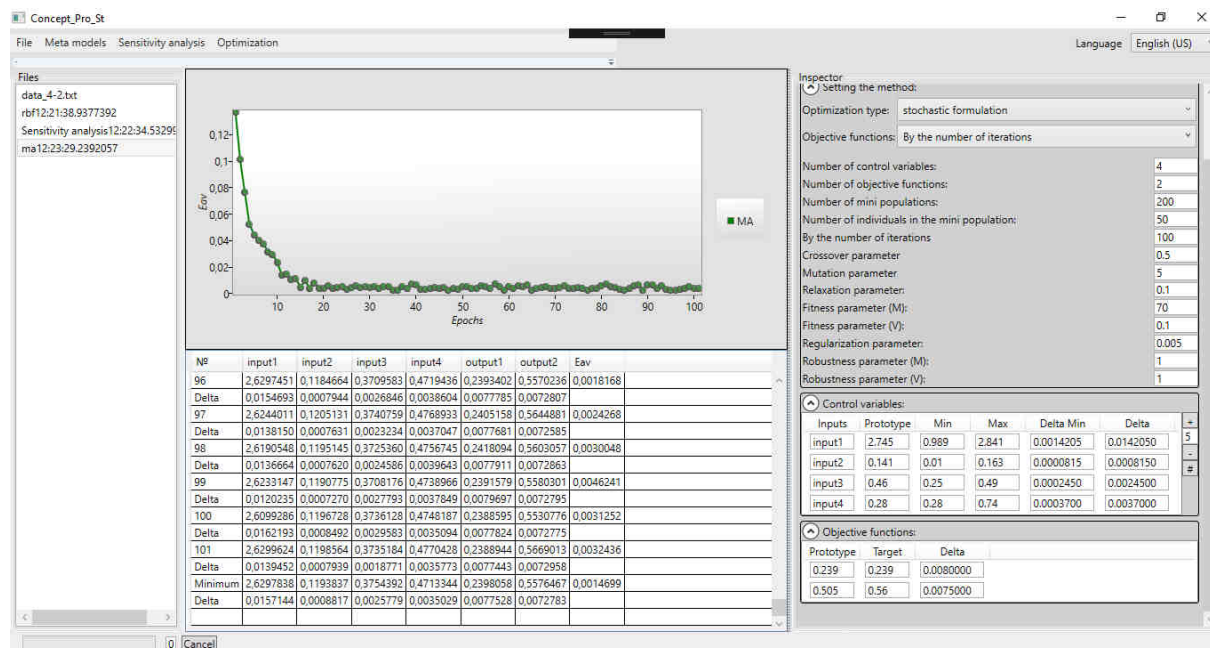 Concept_Pro_St
File Meta models Sensitivity analysis Optimization
Language English (US)
Files
data_4-2.txt
rbf12:21:38.9377392
Sensitivity analysis12:22:34.53299
ma12:23:29.2392057
0,12
0,1
0,08
0,06
0,04
0,02
0
Eav
10 20 30 40 50 60 70 80 90 100
Epochs
MA
Nº input1 input2 input3 input4 output1 output2 Eav
96 2,6297451 0,1184664 0,3709583 0,4719436 0,2393402 0,5570236 0,0018168
Delta 0,0154693 0,0007944 0,0026846 0,0038604 0,0077785 0,0072807
97 2,6244011 0,1205131 0,3740759 0,4768933 0,2405158 0,5644881 0,0024268
Delta 0,0138150 0,0007631 0,0023234 0,0037047 0,0077681 0,0072585
98 2,6190548 0,1195145 0,3725360 0,4756745 0,2418094 0,5603057 0,0030048
Delta 0,0136664 0,0007620 0,0024586 0,0039643 0,0077911 0,0072863
99 2,6233147 0,1190775 0,3708176 0,4738966 0,2391579 0,5580301 0,0046241
Delta 0,0120235 0,0007270 0,0027793 0,0037849 0,0079697 0,0072795
100 2,6099286 0,1196728 0,3736128 0,4748187 0,2388595 0,5530776 0,0031252
Delta 0,0162193 0,0008492 0,0029583 0,0035094 0,0077824 0,0072775
101 2,6299624 0,1198564 0,3735184 0,4770428 0,2388944 0,5669013 0,0032436
Delta 0,0139452 0,0007939 0,0018771 0,0035773 0,0077443 0,0072958
Minimum 2,6297838 0,1193837 0,3754392 0,4713344 0,2398058 0,5576467 0,0014699
Delta 0,0157144 0,0008817 0,0025779 0,0035029 0,0077528 0,0072783
Inspector
Setting the method:
Optimization type: stochastic formulation
Objective functions: By the number of iterations
Number of control variables: 4
Number of objective functions: 2
Number of mini populations: 200
Number of individuals in the mini population: 50
By the number of iterations 100
Crossover parameter 0.5
Mutation parameter 5
Relaxation parameter: 0.1
Fitness parameter (M): 70
Fitness parameter (V): 0.1
Regularization parameter: 0.005
Robustness parameter (M): 1
Robustness parameter (V): 1
Control variables:
Inputs Prototype Min Max Delta Min Delta +
input1 2.745 0.989 2.841 0.0014205 0.0142050 5
input2 0.141 0.01 0.163 0.0000815 0.0008150 - #
input3 0.46 0.25 0.49 0.0002450 0.0024500
input4 0.28 0.28 0.74 0.0003700 0.0037000
Objective functions:
Prototype Target Delta
0.239 0.239 0.0080000
0.505 0.56 0.0075000
0 Cancel